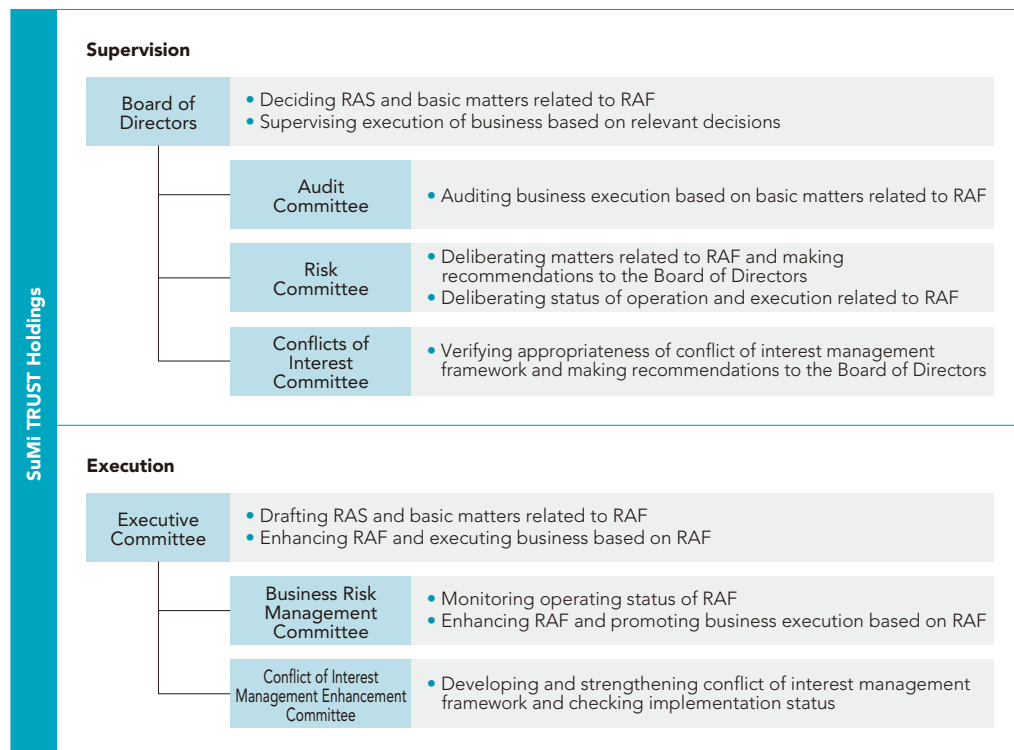 SuMi TRUST Holdings
Supervision
Board of
Directors
• Deciding RAS and basic matters related to RAF
• Supervising execution of business based on relevant decisions
Audit
Committee
• Auditing business execution based on basic matters related to RAF
Risk
Committee
• Deliberating matters related to RAF and making
recommendations to the Board of Directors
• Deliberating status of operation and execution related to RAF
Conflicts of
Interest
Committee
• Verifying appropriateness of conflict of interest management
framework and making recommendations to the Board of Directors
Execution
Executive
Committee
• Drafting RAS and basic matters related to RAF
• Enhancing RAF and executing business based on RAF
Business Risk
Management
Committee
• Monitoring operating status of RAF
• Enhancing RAF and promoting business execution based on RAF
Conflict of Interest
Management Enhancement
Committee
• Developing and strengthening conflict of interest management
framework and checking implementation status